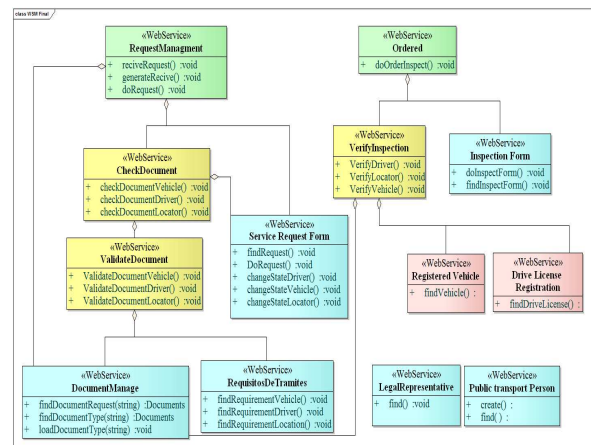 class WSM Final
«WebService»
RequestManagment
+ reciveRequest() :void
+ generateRecive() :void
+ doRequest() :void
«WebService»
Ordered
+ doOrderInspect() :void
«WebService»
CheckDocument
+ checkDocumentVehicle() :void
+ checkDocumentDriver() :void
+ checkDocumentLocator() :void
«WebService»
VerifyInspection
+ VerifyDriver() :void
+ VerifyLocator() :void
+ VerifyVehicle() :void
«WebService»
Inspection Form
+ doInspectForm() :void
+ findInspectForm() :void
«WebService»
Service Request Form
+ findRequest() :void
+ DoRequest() :void
+ changeStateDriver() :void
+ changeStateVehicle() :void
+ changeStateLocator() :void
«WebService»
ValidateDocument
+ ValidateDocumentVehicle() :void
+ ValidateDocumentDriver() :void
+ ValidateDocumentLocator() :void
«WebService»
Registered Vehicle
+ findVehicle() :
«WebService»
Drive License
Registration
+ findDriveLicense() :
«WebService»
DocumentManage
+ findDocumentRequest(string) :Documents
+ findDocumentType(string) :Documents
+ loadDocumentType(string) :void
«WebService»
RequisitosDeTramites
+ findRequirementVehicle() :void
+ findRequirementDriver() :void
+ findRequirementLocation() :void
«WebService»
LegalRepresentative
+ find() :void
«WebService»
Public transport Person
+ create() :
+ find( ) :